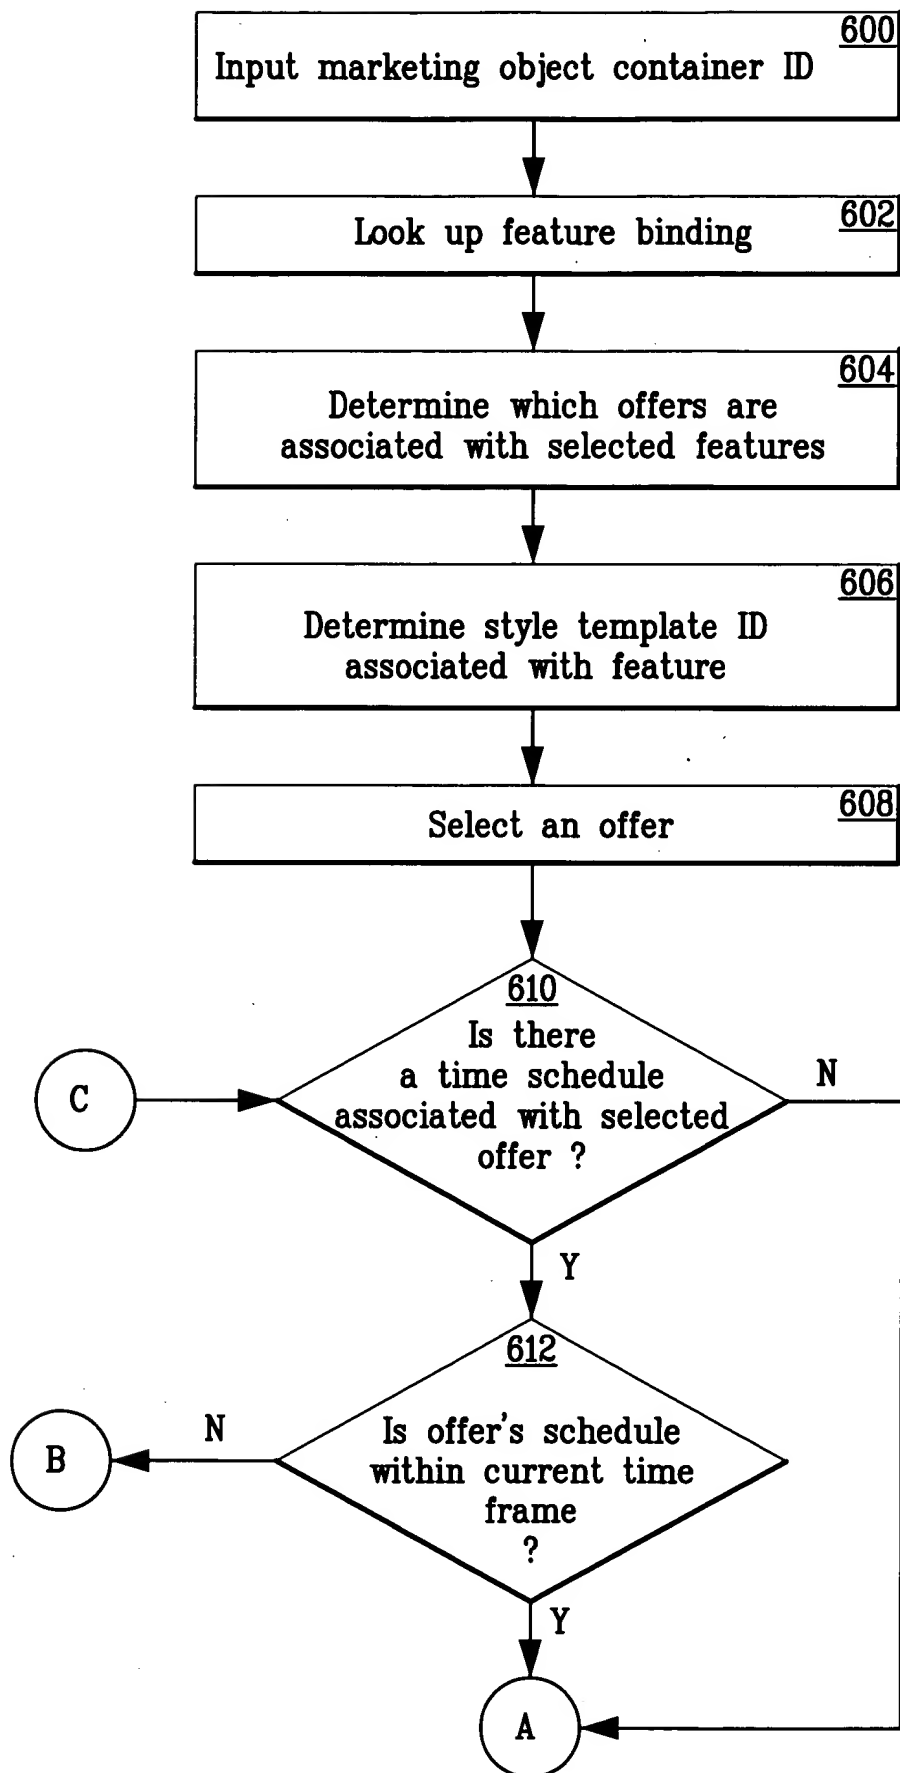 600
Input marketing object container ID
602
Look up feature binding
604
Determine which offers are
associated with selected features
606
Determine style template ID
associated with feature
608
Select an offer
610
Is there
a time schedule
associated with selected
offer ?
N
C
Y
612
Is offer's schedule
within current time
frame
?
N
B
Y
A